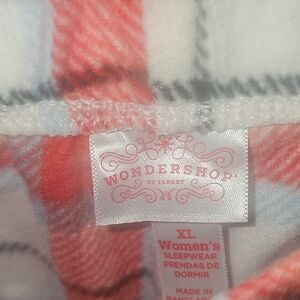 WONDERSHOP
AT TARGET
XL
Women's
SLEEPWEAR
PRENDAS DE
DORMIR
MADE IN